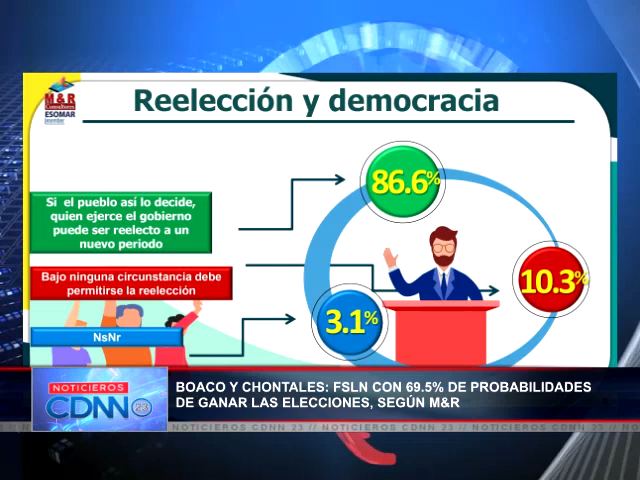 M&R
Consultores
ESOMAR
Reelección y democracia
86.6%
Si el pueblo así lo decide,
quien ejerce el gobierno
puede ser reelecto a un
nuevo periodo
Bajo ninguna circunstancia debe
permitirse la reelección
10.3%
3.1%
NsNr
NOTICIEROS
CDNN 23
BOACO Y CHONTALES: FSLN CON 69.5% DE PROBABILIDADES
DE GANAR LAS ELECCIONES, SEGÚN M&R
NOTICIEROS CDNN 23 // NOTICIEROS CDNN 23 // NOTICIEROS CDNN 23 //